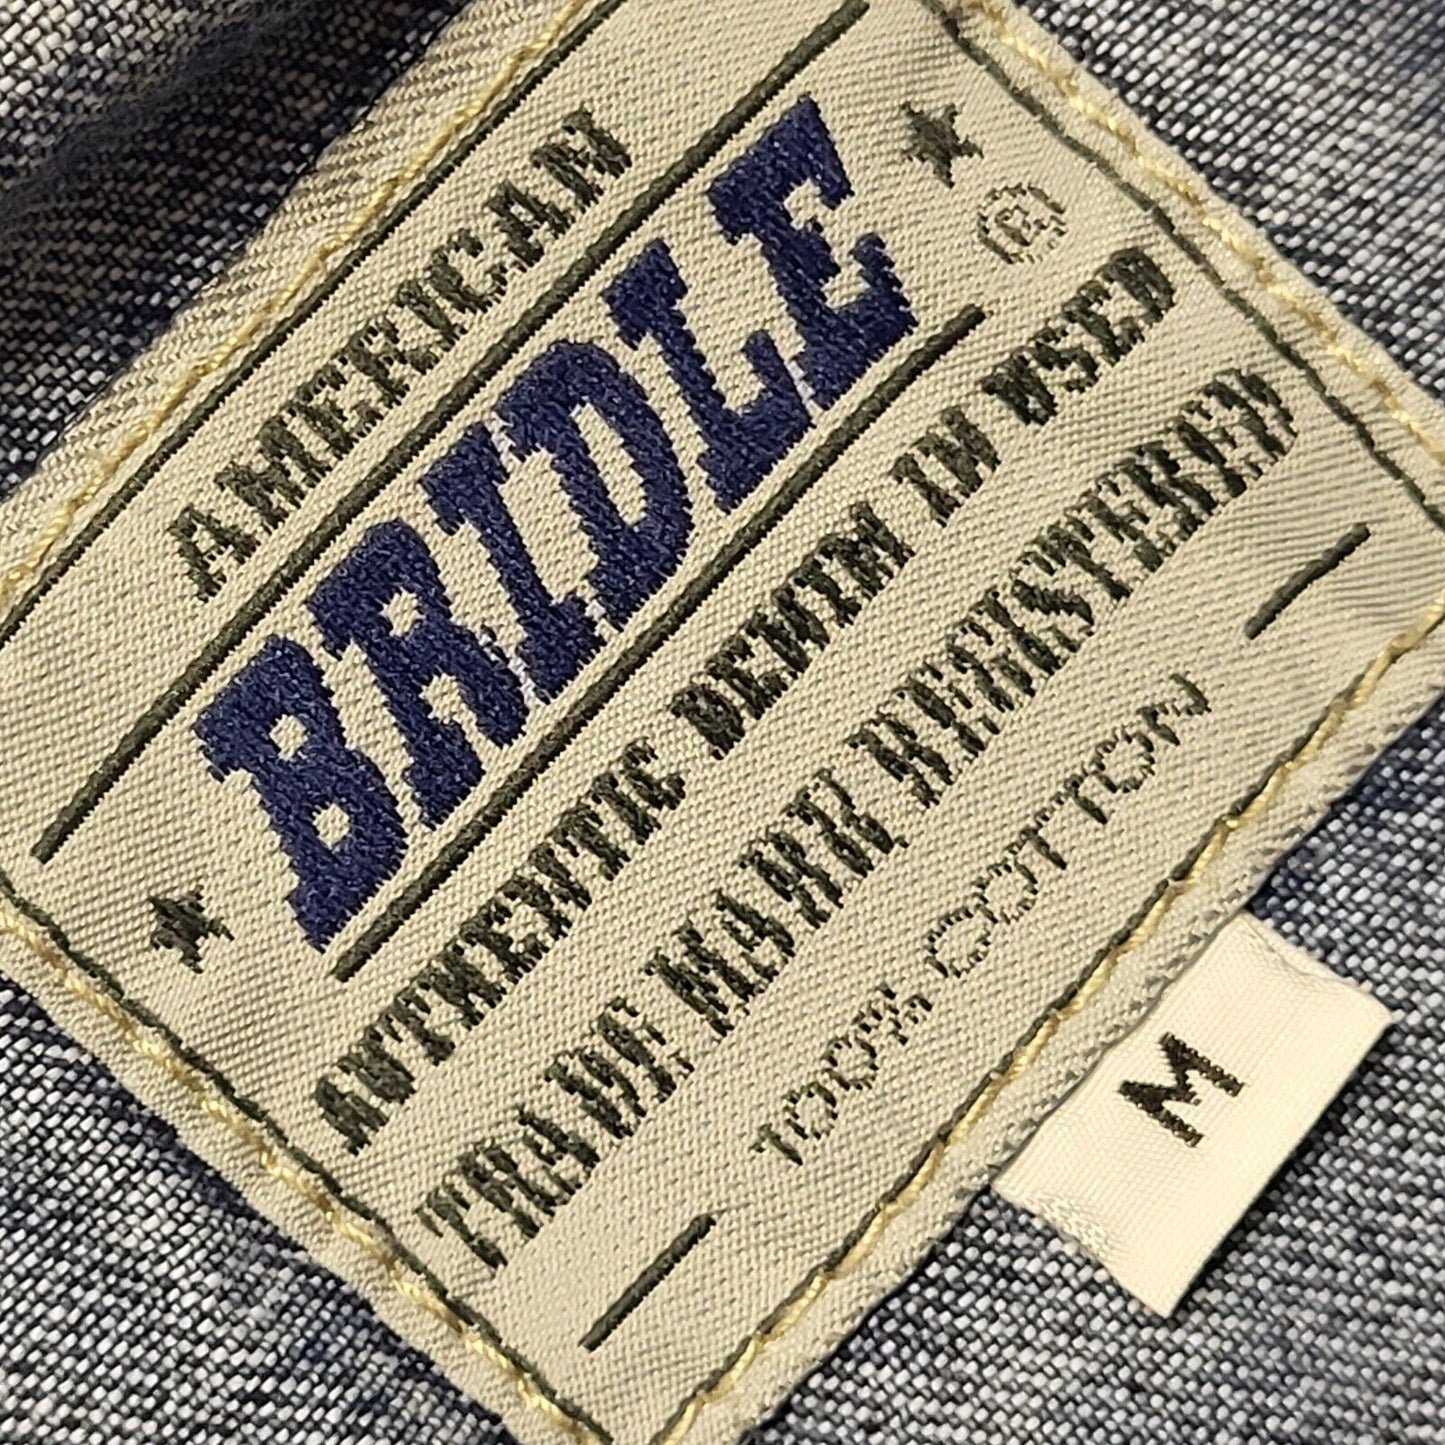 AMERICAN
BRIDLE
®
AUTHENTIC DENIM IN USED
TRADE MARK REGISTERED
100% COTTON
M